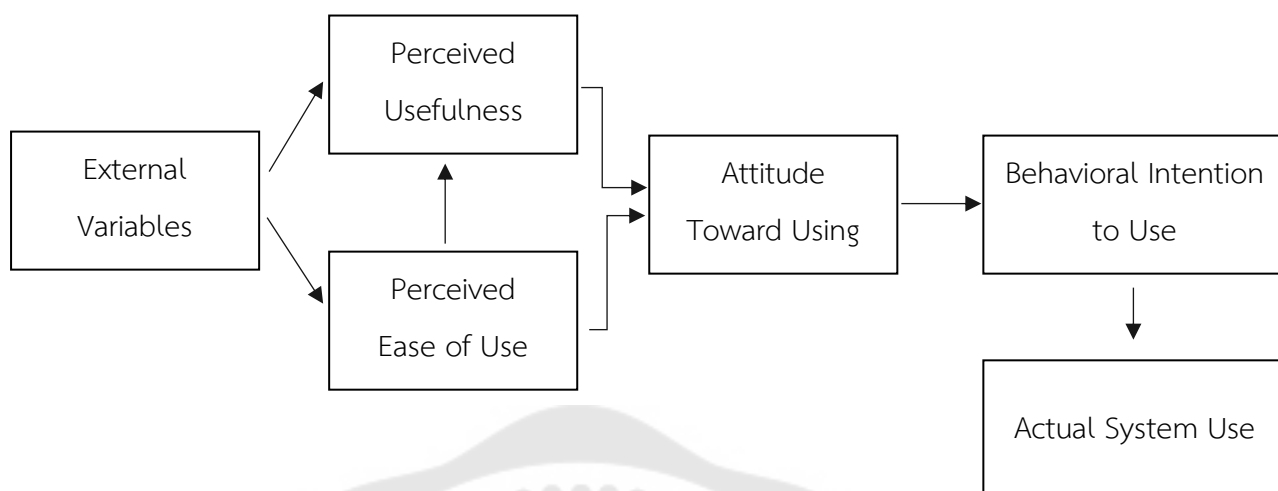 Perceived
Usefulness
External
Variables
Attitude
Toward Using
Behavioral Intention
to Use
Perceived
Ease of Use
Actual System Use